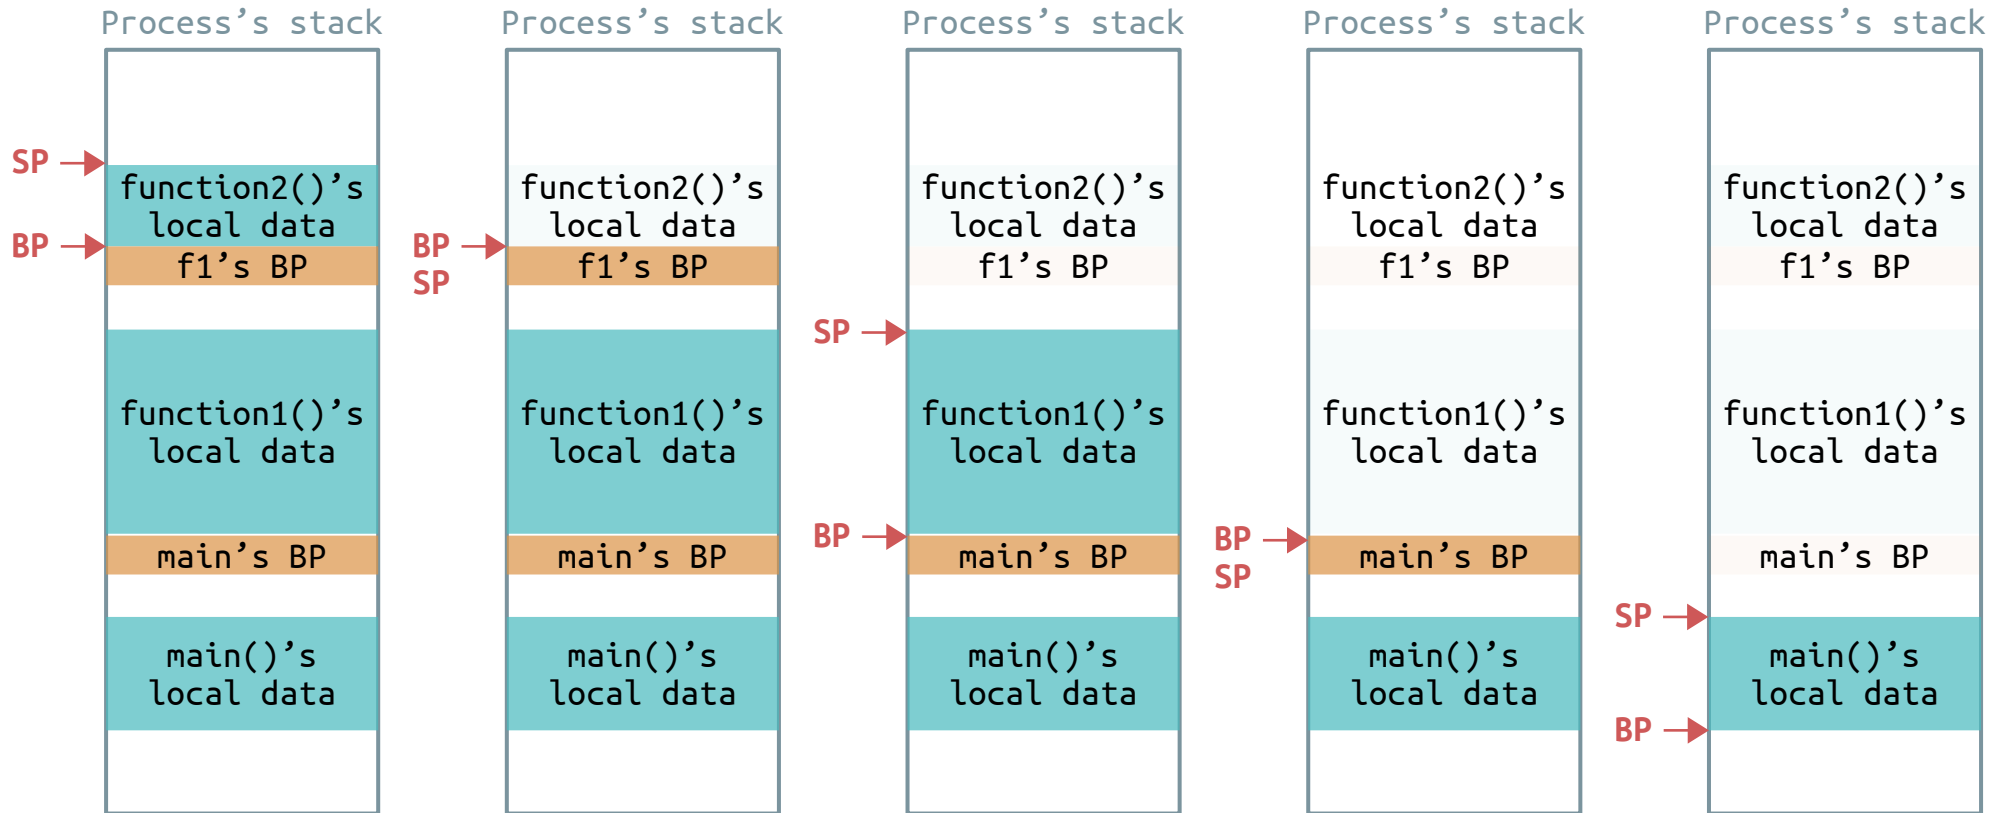 Process’s stack
SP
function2()’s
local data
BP
f1’s BP
function1()’s
local data
main’s BP
main()’s
local data
Process’s stack
function2()’s
local data
BP
SP
f1’s BP
function1()’s
local data
main’s BP
main()’s
local data
Process’s stack
function2()’s
local data
f1’s BP
SP
function1()’s
local data
BP
main’s BP
main()’s
local data
Process’s stack
function2()’s
local data
f1’s BP
function1()’s
local data
BP
SP
main’s BP
main()’s
local data
Process’s stack
function2()’s
local data
f1’s BP
function1()’s
local data
main’s BP
SP
main()’s
local data
BP